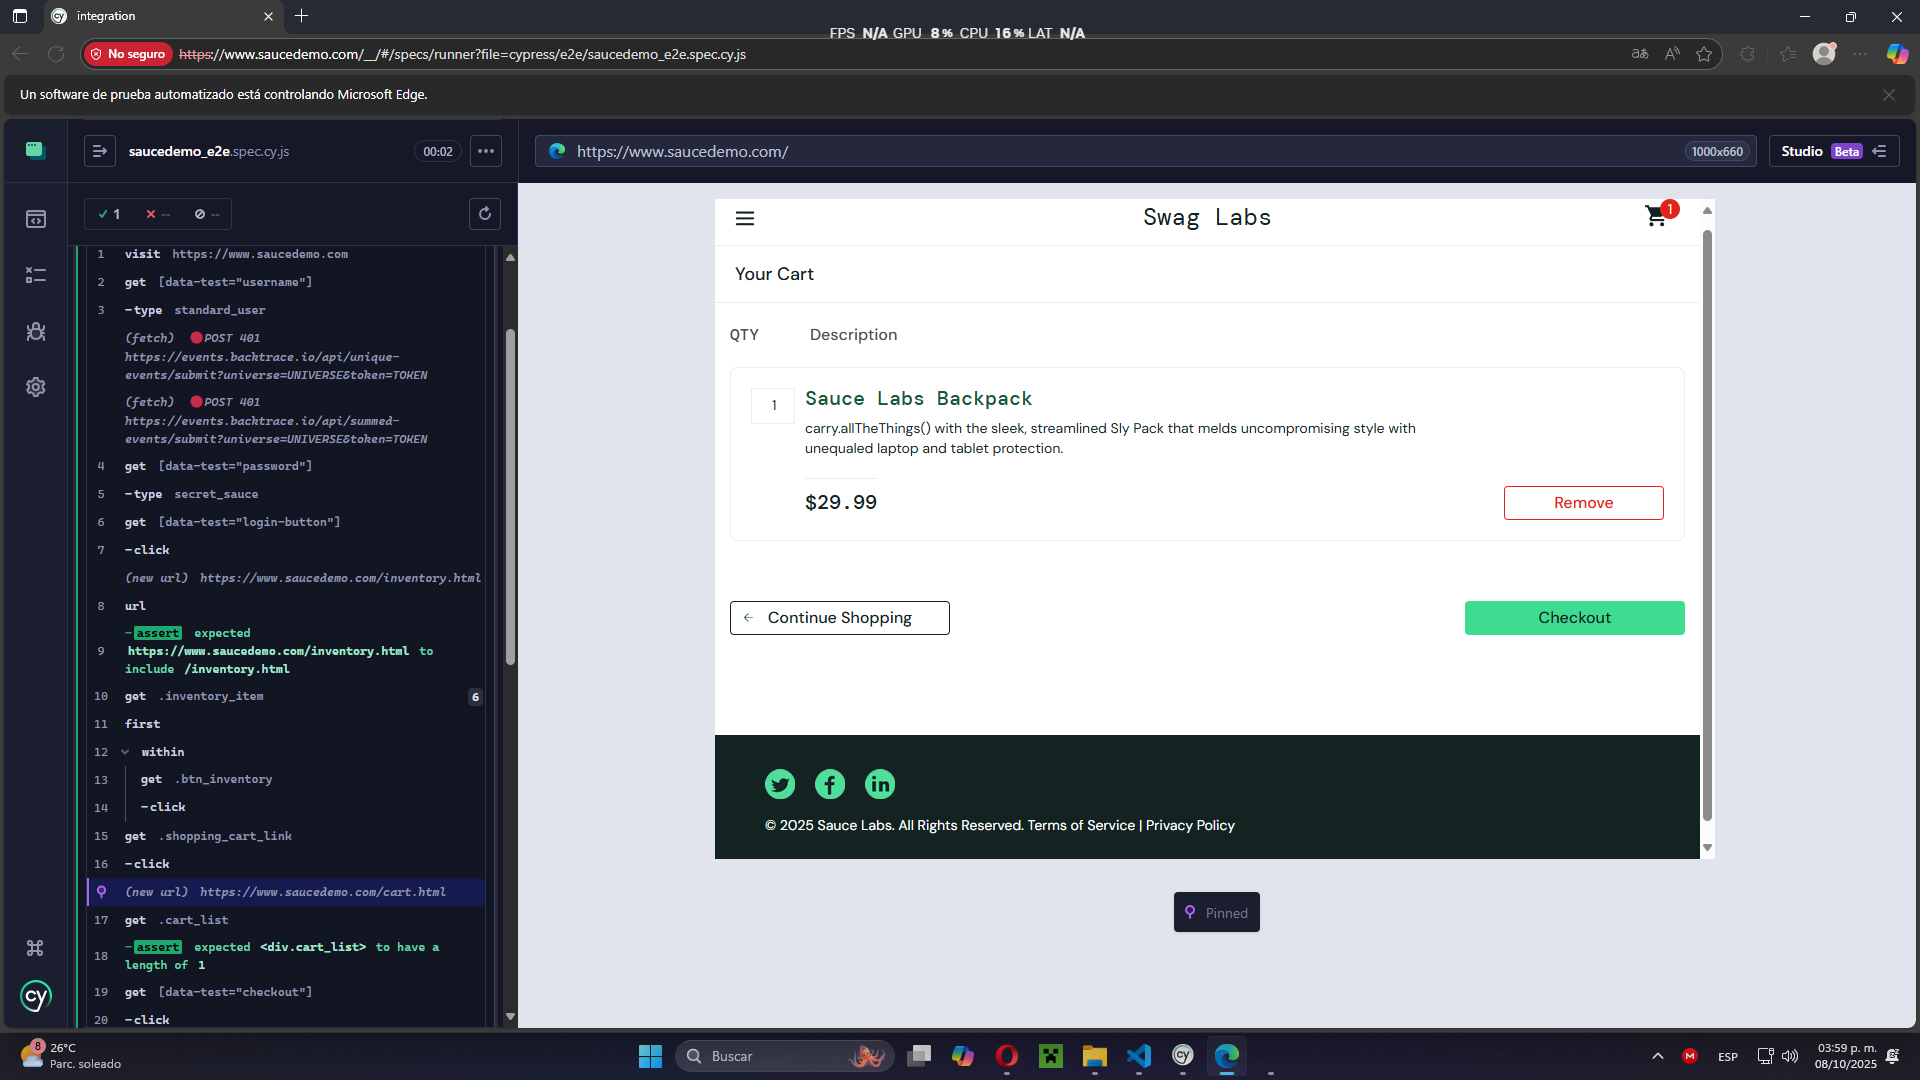 integration
FPS N/A GPU 8% CPU 16% LAT N/A
No seguro https://www.saucedemo.com/__/#/specs/runner?file=cypress/e2e/saucedemo_e2e.spec.cy.js
Un software de prueba automatizado está controlando Microsoft Edge.
saucedemo_e2e.spec.cy.js 00:02
https://www.saucedemo.com/ 1000x660 Studio Beta
1 -- --
1 visit https://www.saucedemo.com
2 get [data-test="username"]
3 -type standard_user
(fetch) POST 401
https://events.backtrace.io/api/unique-
events/submit?universe=UNIVERSE&token=TOKEN
(fetch) POST 401
https://events.backtrace.io/api/summed-
events/submit?universe=UNIVERSE&token=TOKEN
4 get [data-test="password"]
5 -type secret_sauce
6 get [data-test="login-button"]
7 -click
(new url) https://www.saucedemo.com/inventory.html
8 url
-assert expected
9 https://www.saucedemo.com/inventory.html to
include /inventory.html
10 get .inventory_item 6
11 first
12 within
13 get .btn_inventory
14 -click
15 get .shopping_cart_link
16 -click
(new url) https://www.saucedemo.com/cart.html
17 get .cart_list
18 -assert expected <div.cart_list> to have a
length of 1
19 get [data-test="checkout"]
20 -click
cy
Swag Labs
1
Your Cart
QTY Description
1
Sauce Labs Backpack
carry.allTheThings() with the sleek, streamlined Sly Pack that melds uncompromising style with
unequaled laptop and tablet protection.
$29.99
Remove
Continue Shopping
Checkout
© 2025 Sauce Labs. All Rights Reserved. Terms of Service | Privacy Policy
Pinned
8
26°C
Parc. soleado
Buscar
ESP
03:59 p. m.
08/10/2025